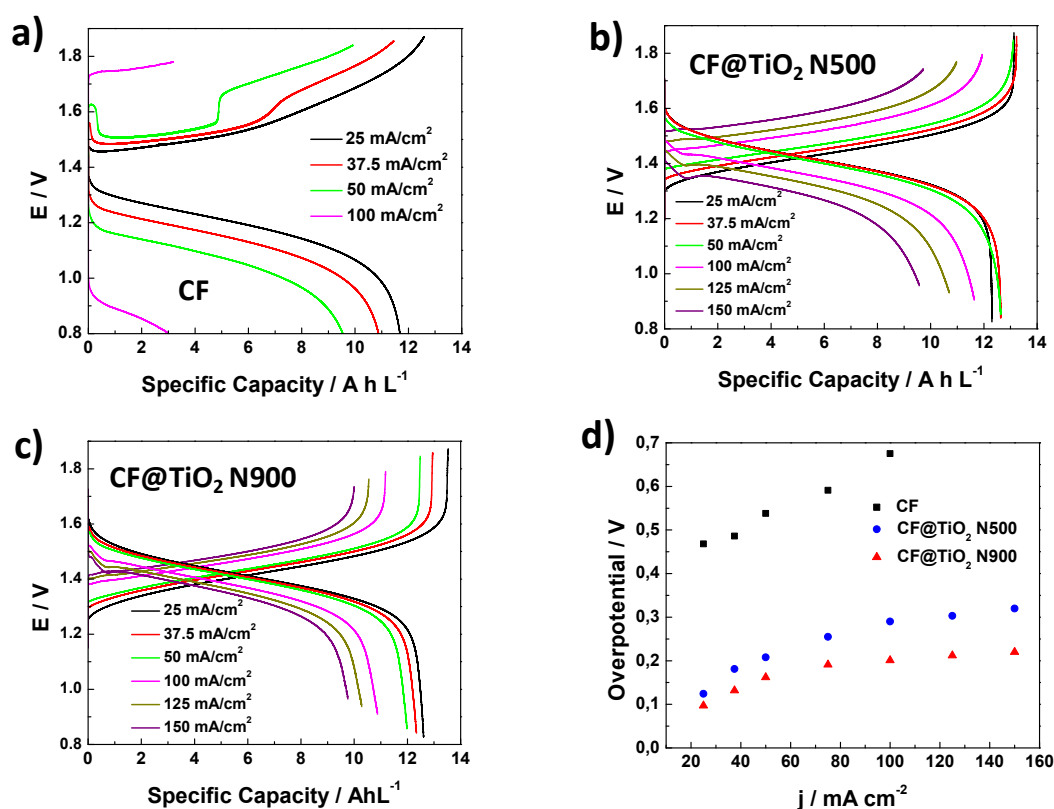 a)
E / V
1.8
1.6
1.4
1.2
1.0
0.8
25 mA/cm²
37.5 mA/cm²
50 mA/cm²
100 mA/cm²
CF
0 2 4 6 8 10 12 14
Specific Capacity / A h L⁻¹
b)
E / V
1.8
1.6
1.4
1.2
1.0
0.8
CF@TiO₂ N500
25 mA/cm²
37.5 mA/cm²
50 mA/cm²
100 mA/cm²
125 mA/cm²
150 mA/cm²
0 2 4 6 8 10 12 14
Specific Capacity / A h L⁻¹
c)
E / V
1.8
1.6
1.4
1.2
1.0
0.8
CF@TiO₂ N900
25 mA/cm²
37.5 mA/cm²
50 mA/cm²
100 mA/cm²
125 mA/cm²
150 mA/cm²
0 2 4 6 8 10 12 14
Specific Capacity / AhL⁻¹
d)
Overpotential / V
0,7
0,6
0,5
0,4
0,3
0,2
0,1
0,0
CF
CF@TiO₂ N500
CF@TiO₂ N900
20 40 60 80 100 120 140 160
j / mA cm⁻²